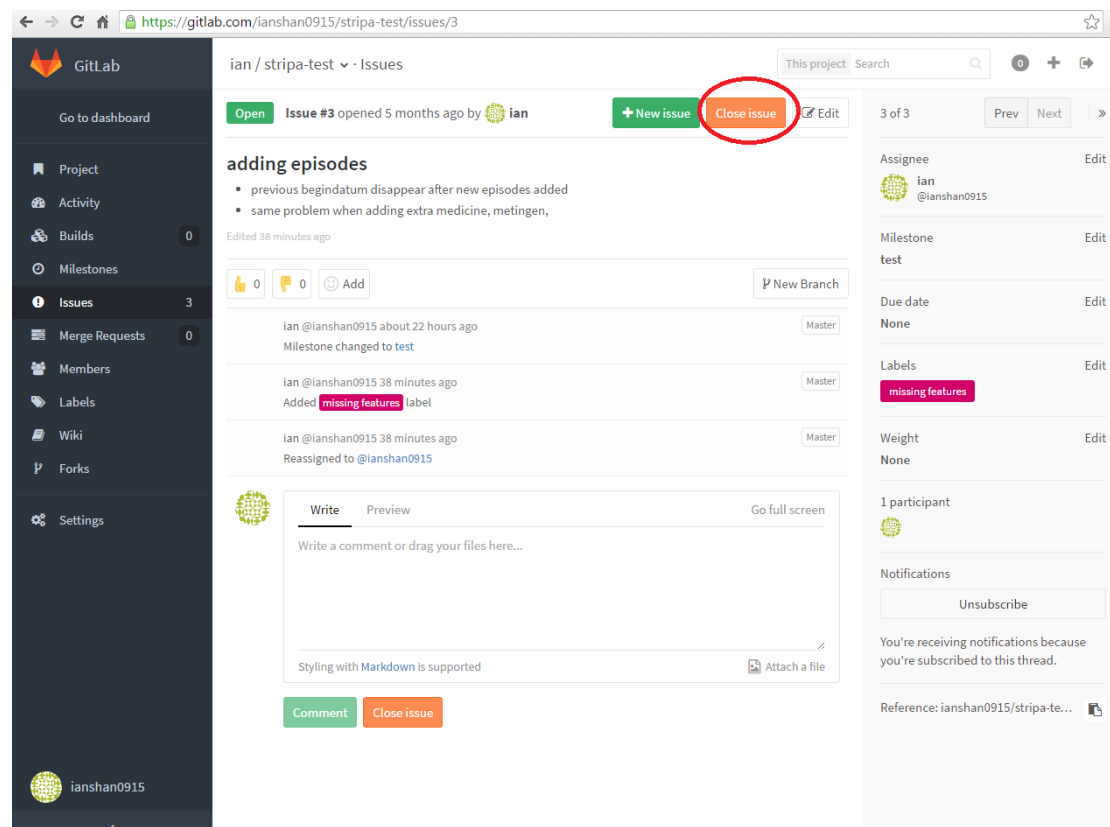 https://gitlab.com/ianshan0915/stripa-test/issues/3
GitLab
ian / stripa-test · Issues
This project Search
0
Go to dashboard
Project
Activity
Builds 0
Milestones
Issues 3
Merge Requests 0
Members
Labels
Wiki
Forks
Settings
ianshan0915
Open Issue #3 opened 5 months ago by ian
New issue Close issue Edit
adding episodes
• previous begindatum disappear after new episodes added
• same problem when adding extra medicine, metingen,
Edited 38 minutes ago
0 0 Add
New Branch
ian @ianshan0915 about 22 hours ago Master
Milestone changed to test
ian @ianshan0915 38 minutes ago Master
Added missing features label
ian @ianshan0915 38 minutes ago Master
Reassigned to @ianshan0915
Write Preview Go full screen
Write a comment or drag your files here...
Styling with Markdown is supported Attach a file
Comment Close issue
3 of 3 Prev Next »
Assignee Edit
ian
@ianshan0915
Milestone Edit
test
Due date Edit
None
Labels Edit
missing features
Weight Edit
None
1 participant
Notifications
Unsubscribe
You're receiving notifications because
you're subscribed to this thread.
Reference: ianshan0915/stripa-te...